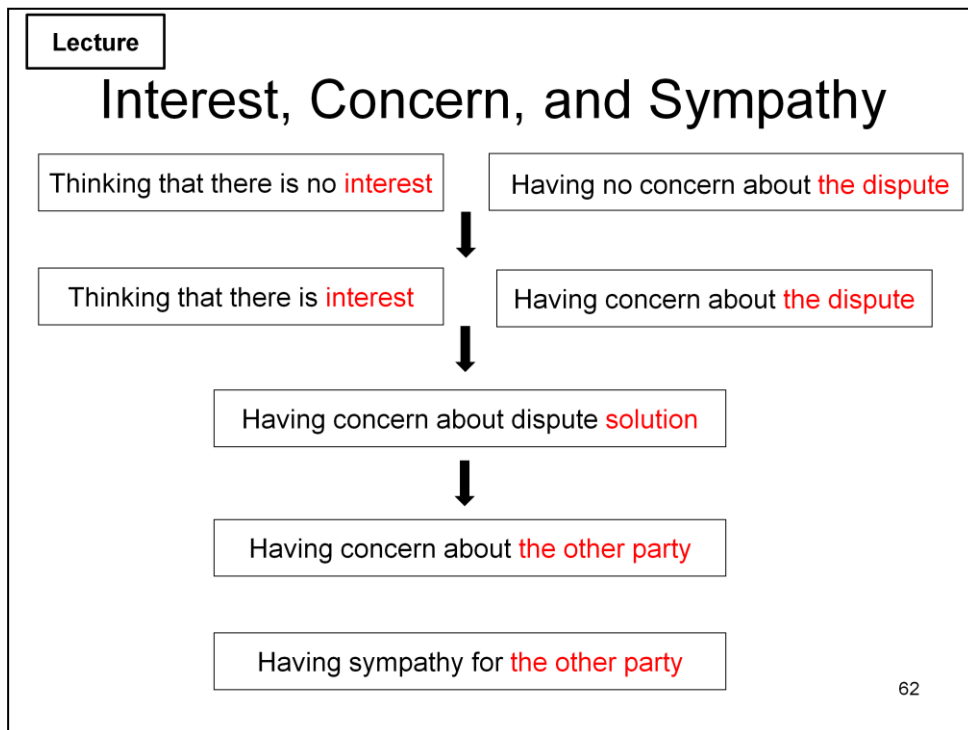 Lecture
Interest, Concern, and Sympathy
Thinking that there is no interest
Having no concern about the dispute
Thinking that there is interest
Having concern about the dispute
Having concern about dispute solution
Having concern about the other party
Having sympathy for the other party
62